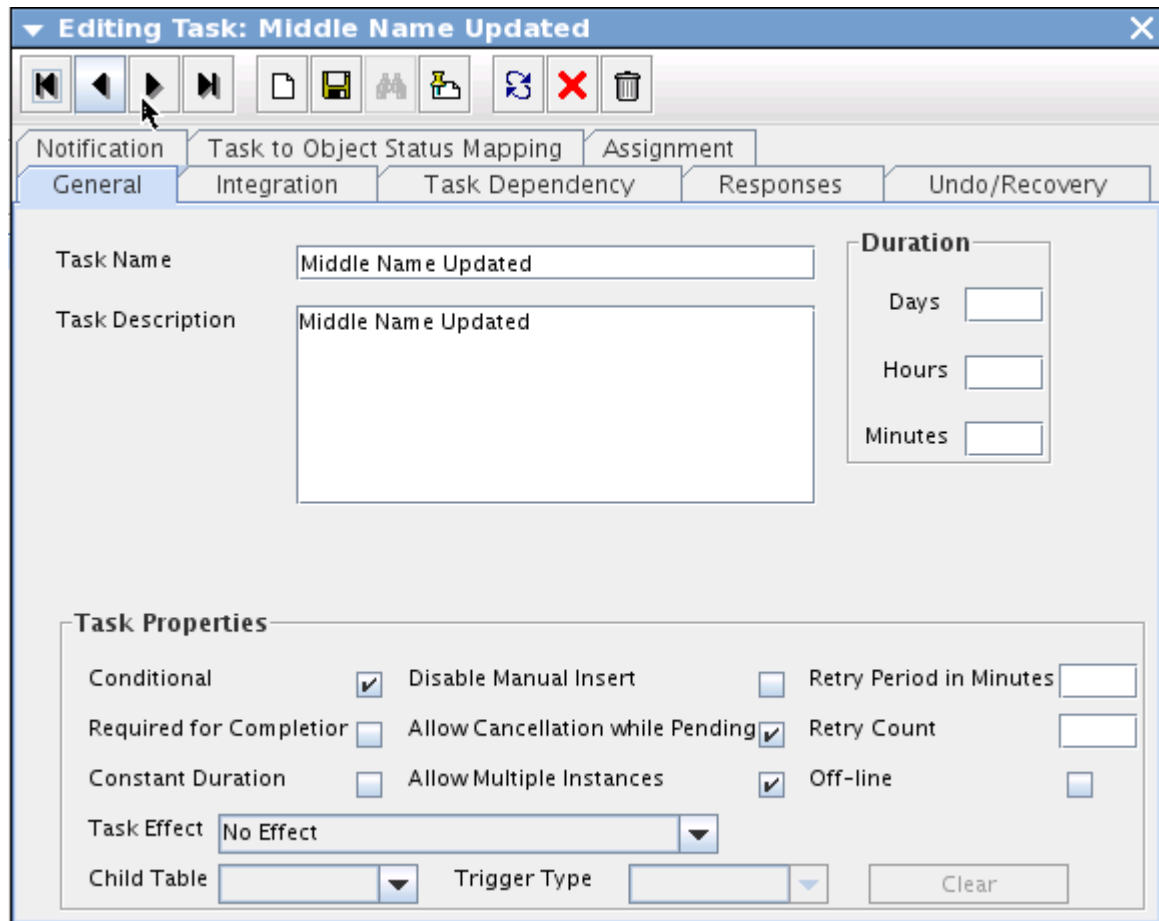 Editing Task: Middle Name Updated
Notification Task to Object Status Mapping Assignment
General Integration Task Dependency Responses Undo/Recovery
Duration
Task Name Middle Name Updated
Days
Task Description Middle Name Updated
Hours
Minutes
Task Properties
Conditional Disable Manual Insert Retry Period in Minutes
Required for Completior Allow Cancellation while Pending Retry Count
Constant Duration Allow Multiple Instances Off-line
Task Effect No Effect
Child Table Trigger Type Clear